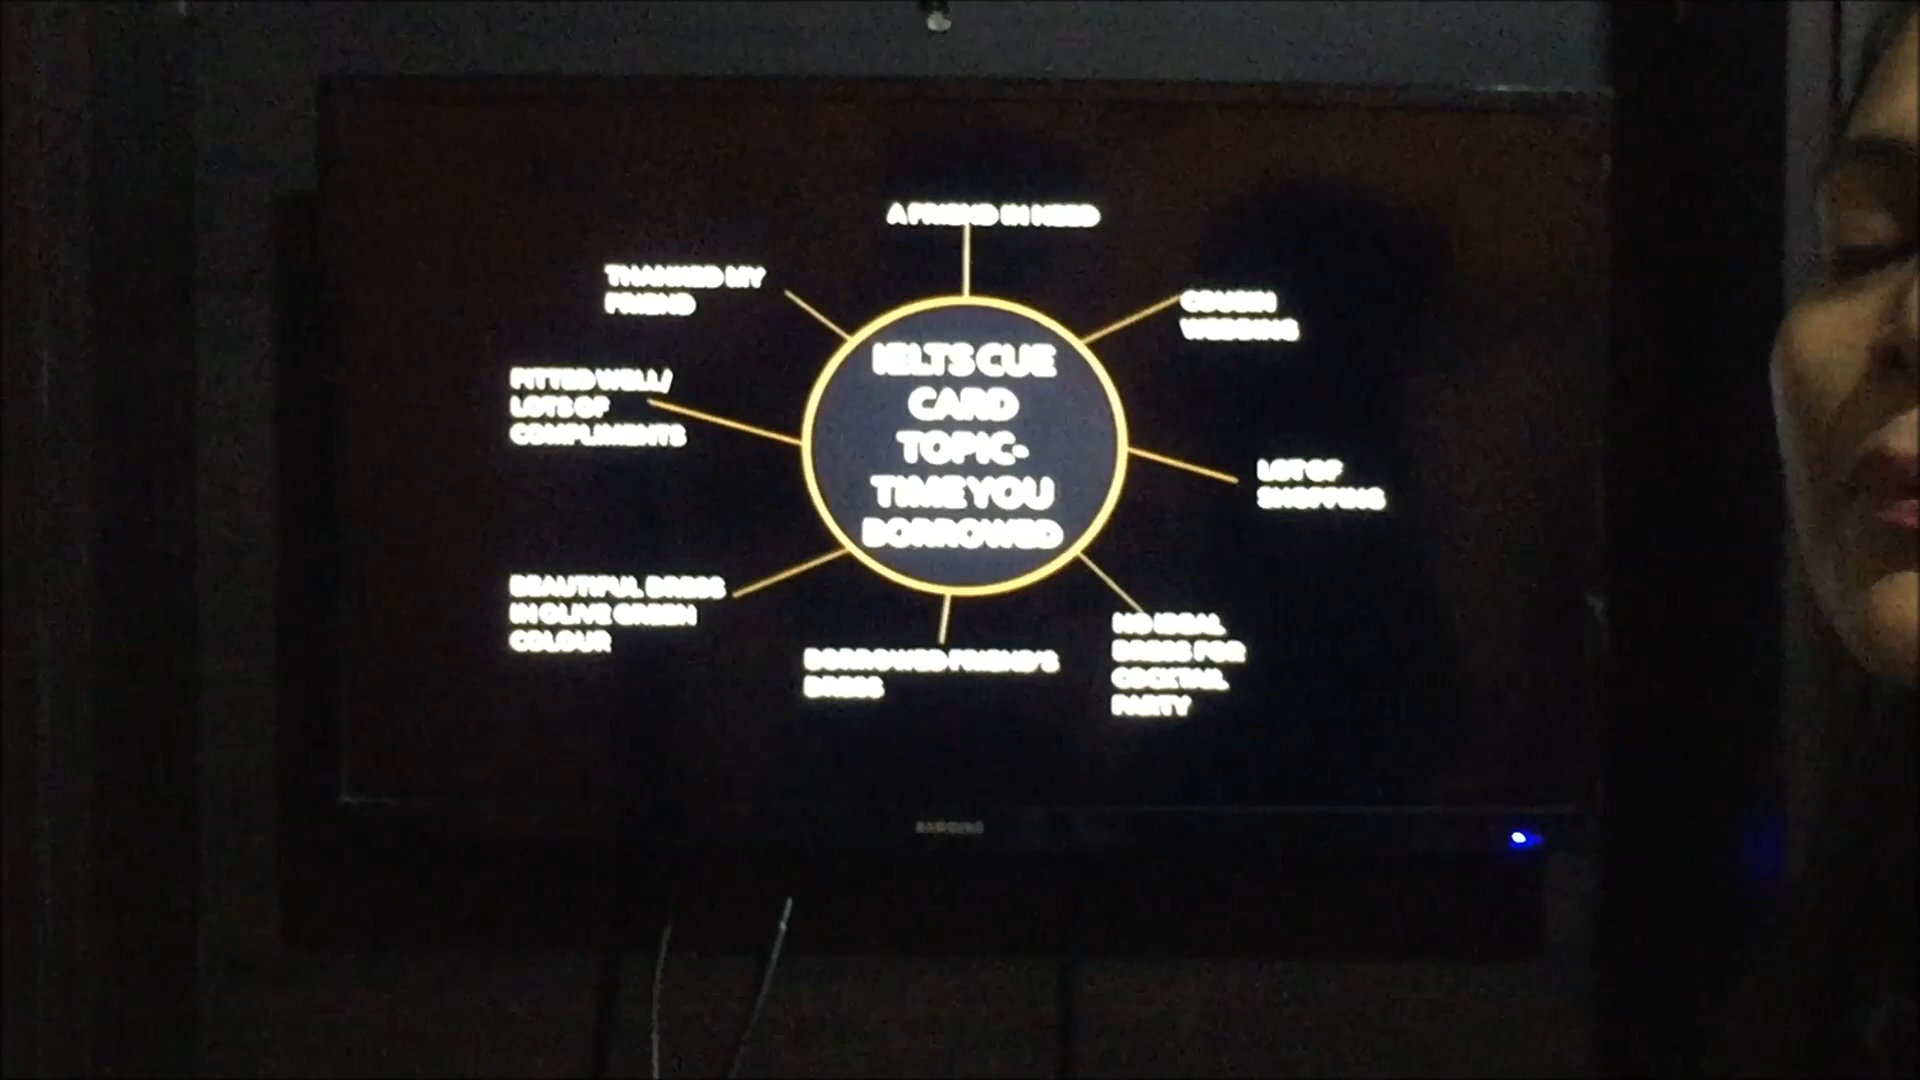 A FRIEND IN NEED
THANKED MY
FRIEND
COUSIN
WEDDING
IELTS CUE
CARD
TOPIC-
TIME YOU
BORROWED
FITTED WELL/
LOTS OF
COMPLIMENTS
LOT OF
SHOPPING
BEAUTIFUL DRESS
IN OLIVE GREEN
COLOUR
BORROWED FRIEND'S
DRESS
NO IDEAL
DRESS FOR
COCKTAIL
PARTY
SAMSUNG